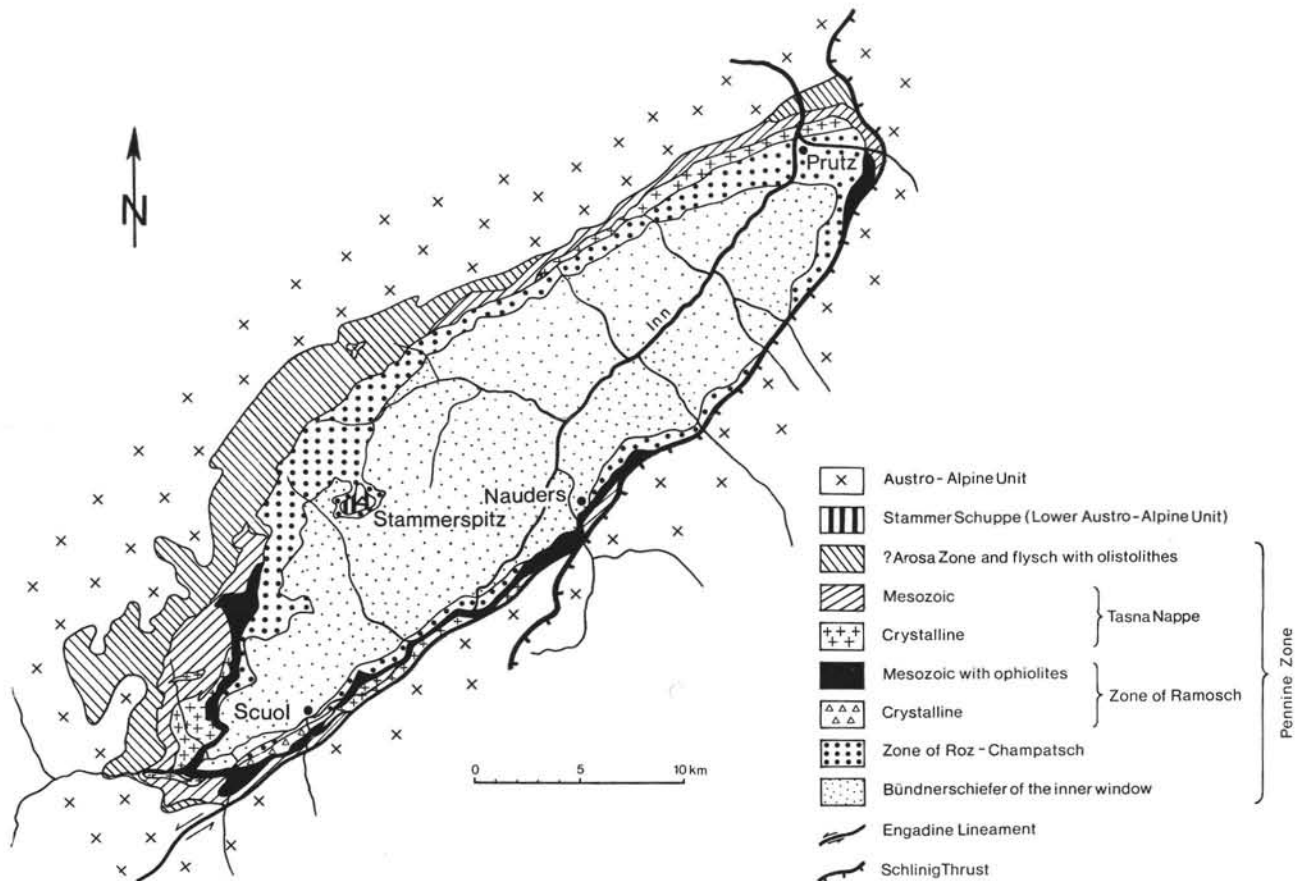 N
Prutz
Inn
Nauders
Stammerspitz
Scuol
0 5 10 km
Austro-Alpine Unit
Stammer Schuppe (Lower Austro-Alpine Unit)
?Arosa Zone and flysch with olistolithes
Mesozoic
Tasna Nappe
Crystalline
Mesozoic with ophiolites
Zone of Ramosch
Crystalline
Zone of Roz-Champatsch
Bündnerschiefer of the inner window
Pennine Zone
Engadine Lineament
Schlinig Thrust